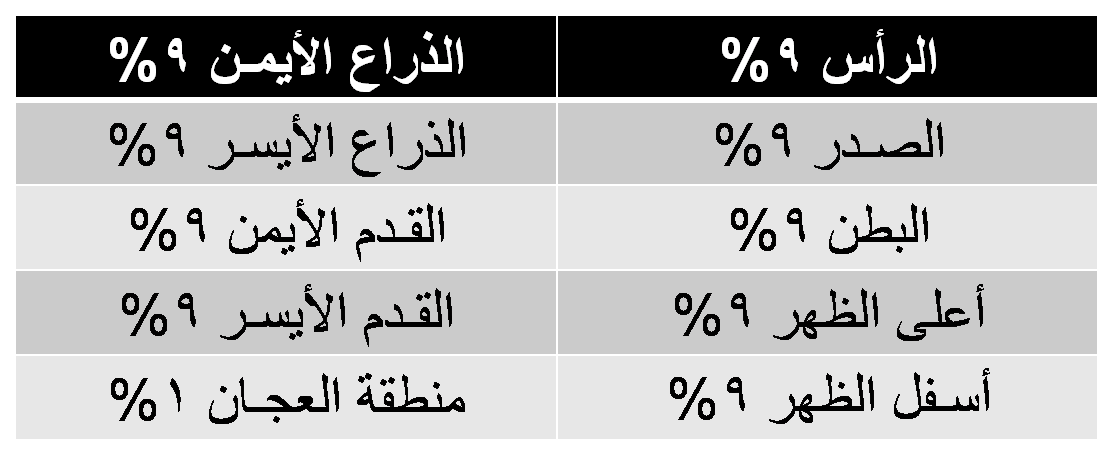 الرأس ٩% الذراع الأيمن ٩%
الصدر ٩% الذراع الأيسر ٩%
البطن ٩% القدم الأيمن ٩%
أعلى الظهر ٩% القدم الأيسر ٩%
أسفل الظهر ٩% منطقة العجان ١%